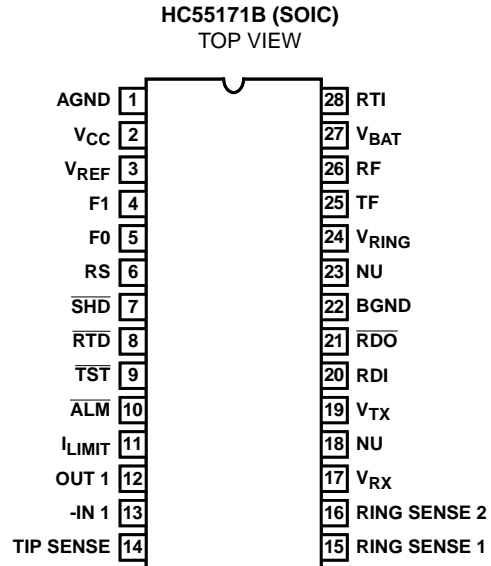 HC55171B (SOIC)
TOP VIEW
AGND 1
VCC 2
VREF 3
F1 4
F0 5
RS 6
SHD 7
RTD 8
TST 9
ALM 10
ILIMIT 11
OUT 1 12
-IN 1 13
TIP SENSE 14
28 RTI
27 VBAT
26 RF
25 TF
24 VRING
23 NU
22 BGND
21 RDO
20 RDI
19 VTX
18 NU
17 VRX
16 RING SENSE 2
15 RING SENSE 1